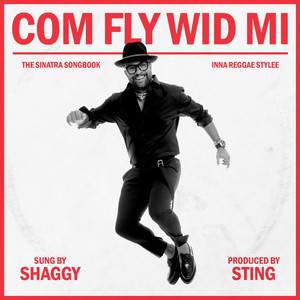 COM FLY WID MI
THE SINATRA SONGBOOK
INNA REGGAE STYLEE
SUNG BY
SHAGGY
PRODUCED BY
STING